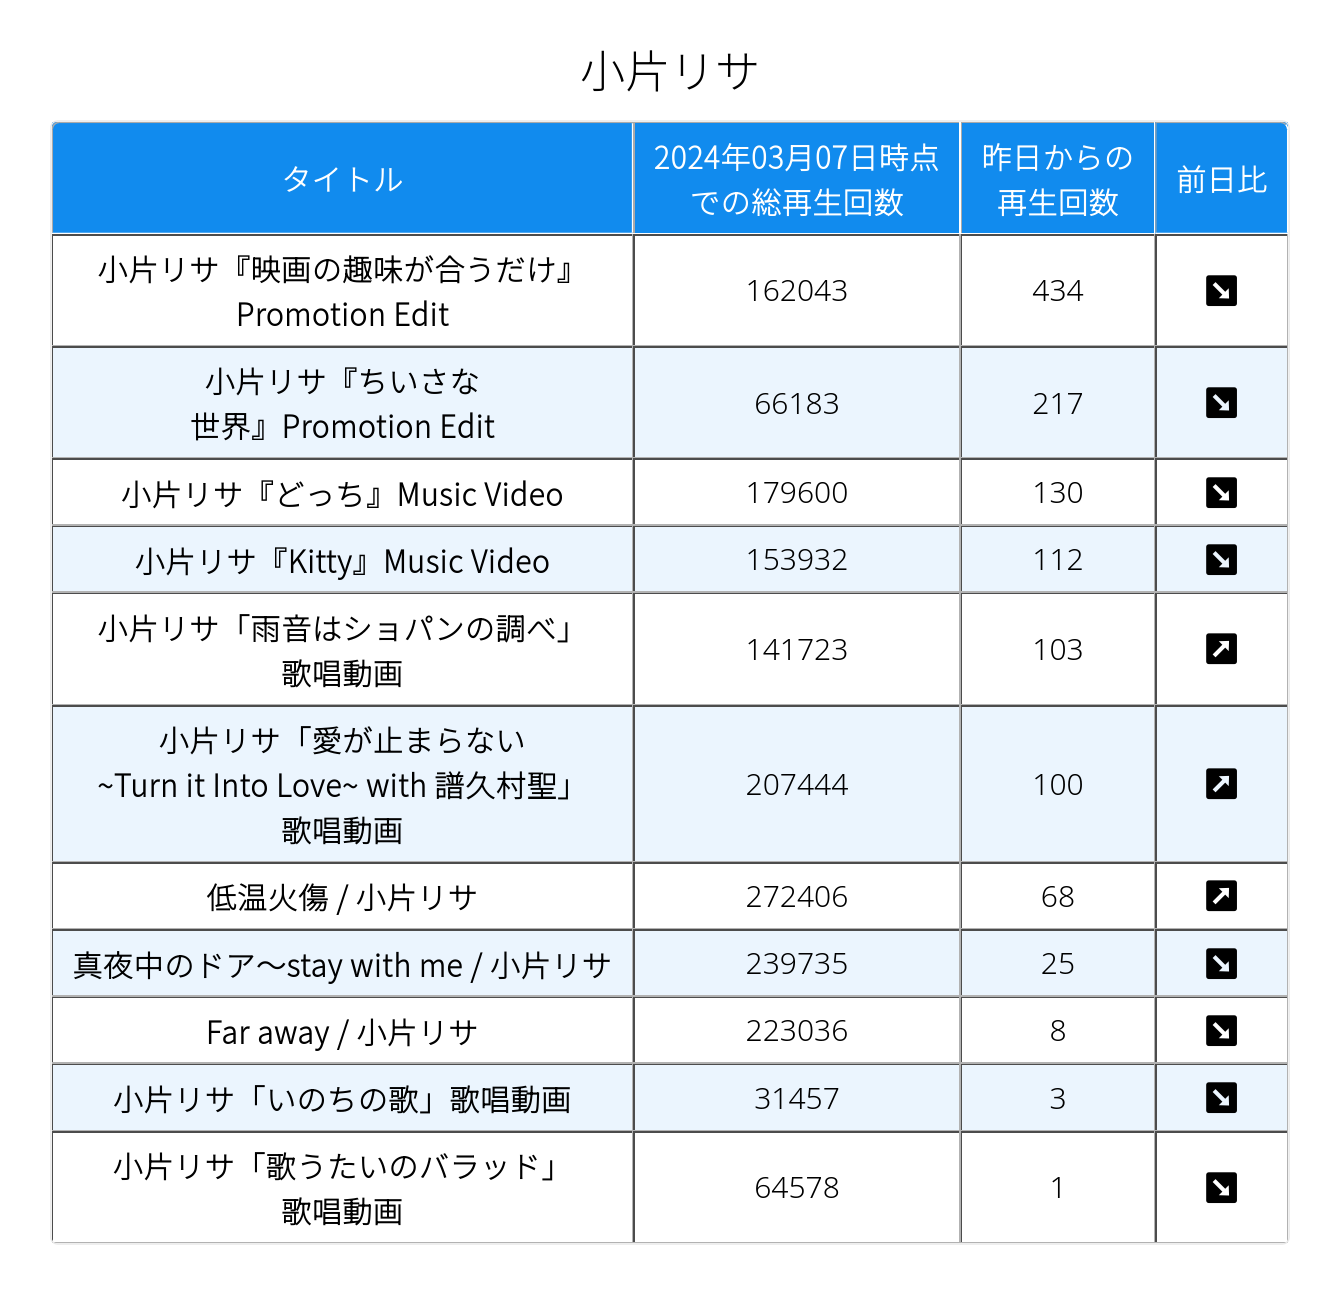 小片リサ
タイトル
2024年03月07日時点
での総再生回数
昨日からの
再生回数
前日比
小片リサ『映画の趣味が合うだけ』
Promotion Edit
162043
434
小片リサ『ちいさな
世界』Promotion Edit
66183
217
小片リサ『どっち』Music Video
179600
130
小片リサ『Kitty』Music Video
153932
112
小片リサ「雨音はショパンの調べ」
歌唱動画
141723
103
小片リサ「愛が止まらない
~Turn it Into Love~ with 譜久村聖」
歌唱動画
207444
100
低温火傷 / 小片リサ
272406
68
真夜中のドア〜stay with me / 小片リサ
239735
25
Far away / 小片リサ
223036
8
小片リサ「いのちの歌」歌唱動画
31457
3
小片リサ「歌うたいのバラッド」
歌唱動画
64578
1